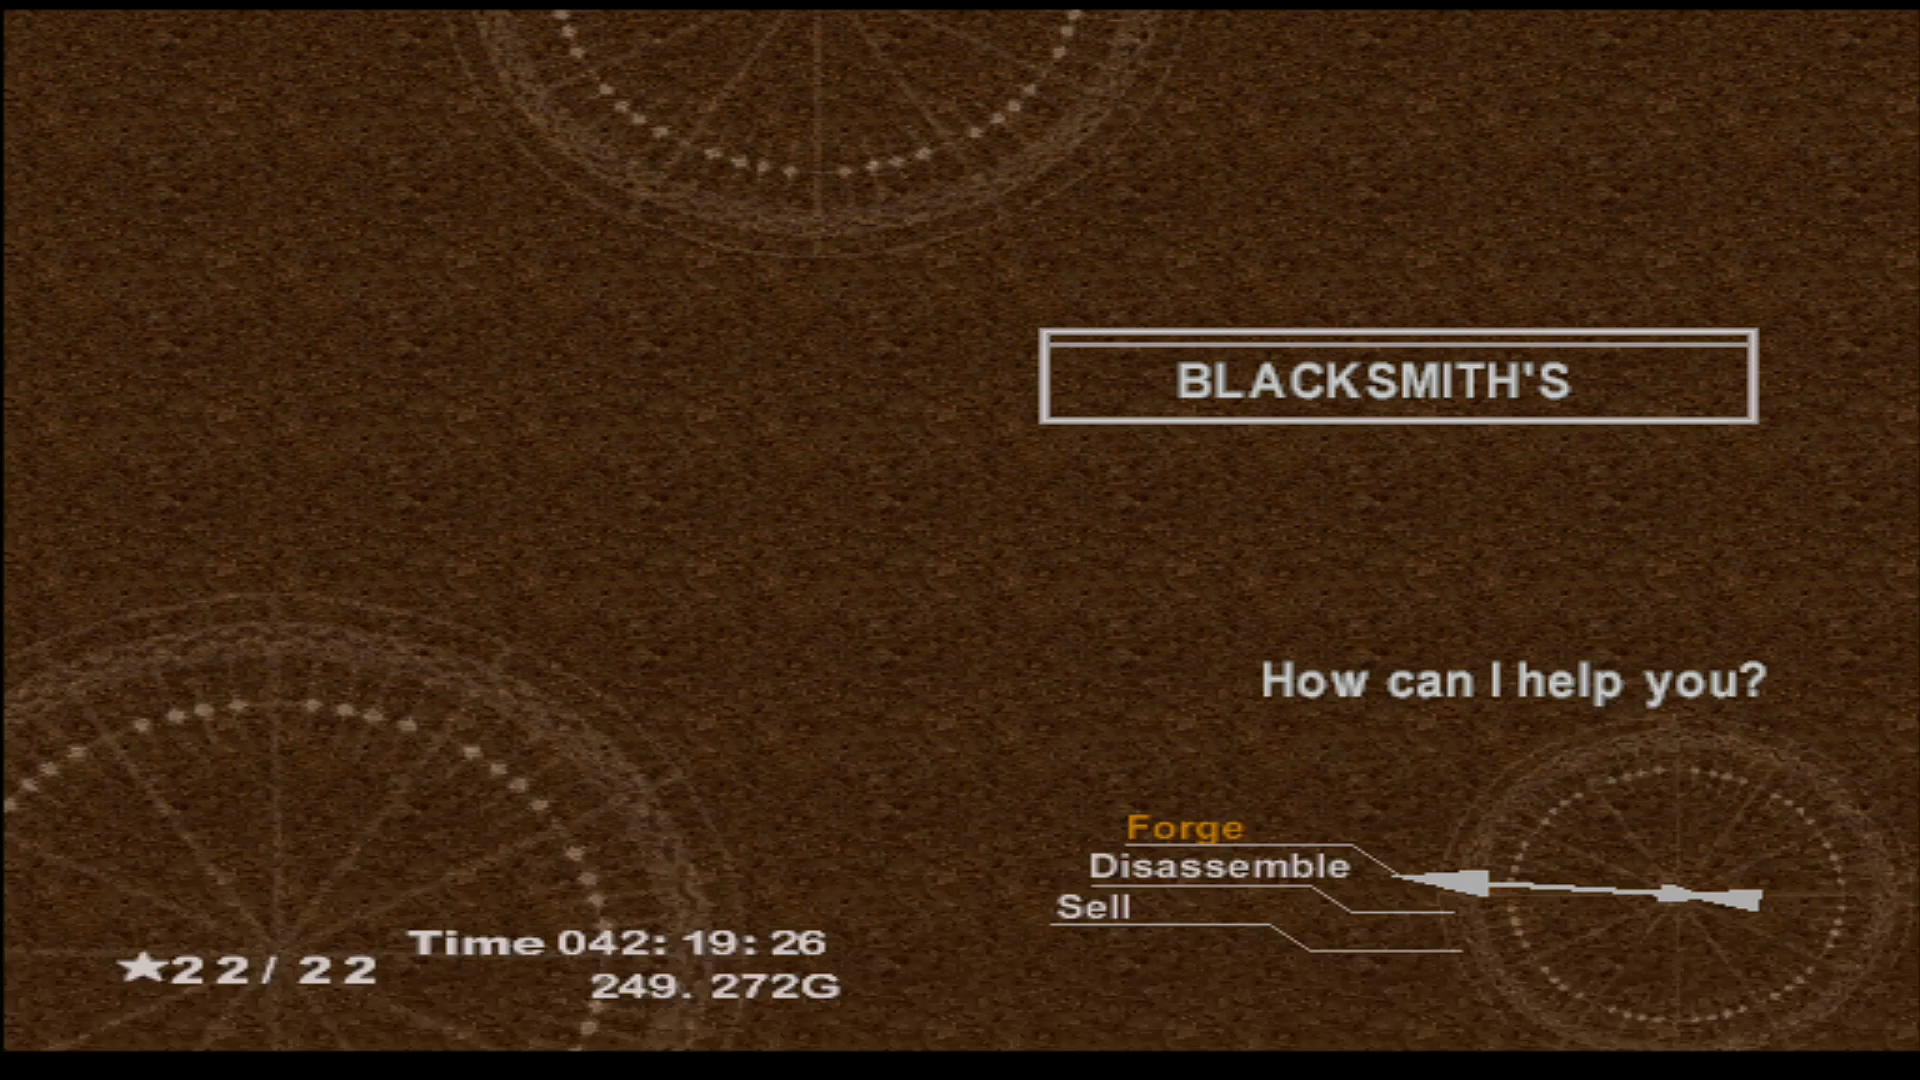 BLACKSMITH'S
How can I help you?
Forge
Disassemble
Sell
★22/ 22
Time 042: 19: 26
249. 272G